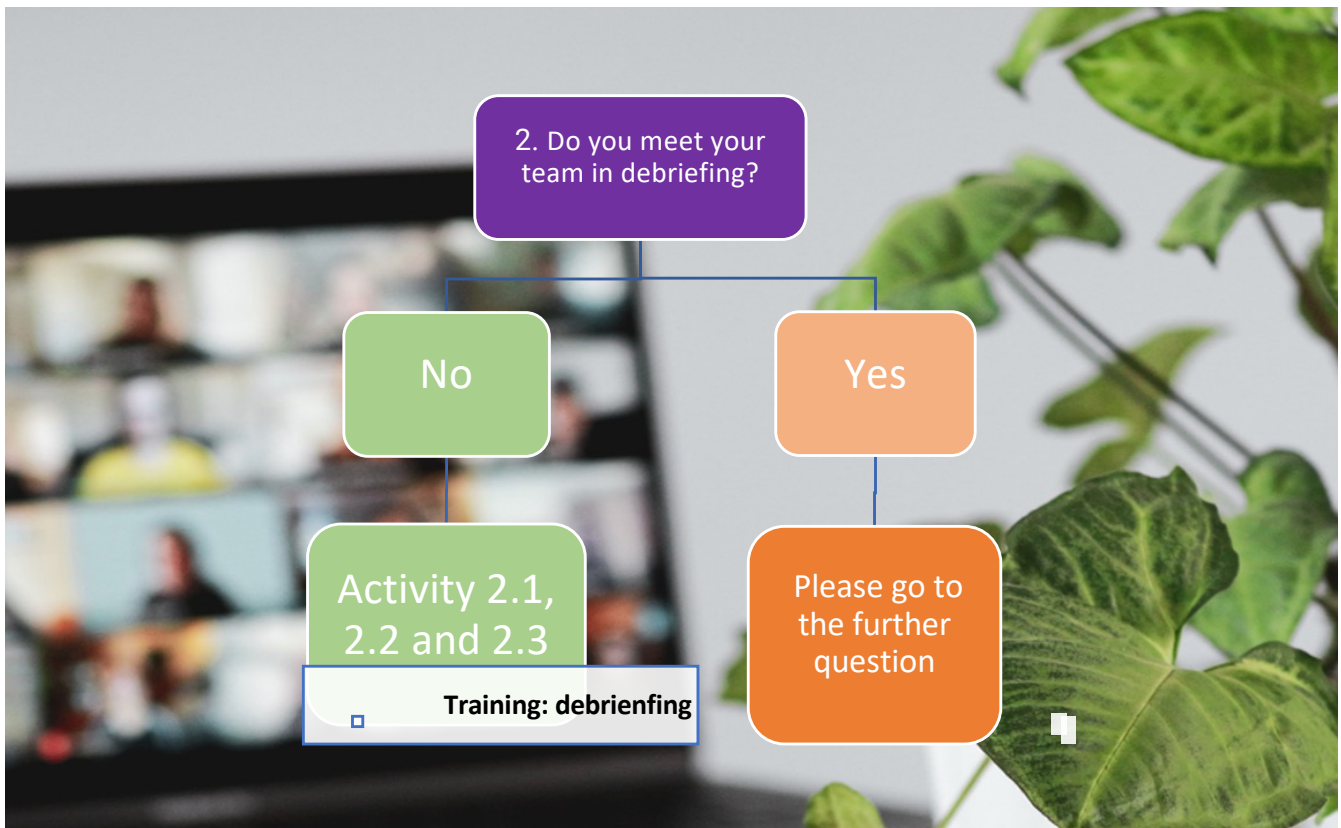 2. Do you meet your
team in debriefing?
No
Yes
Activity 2.1,
2.2 and 2.3
Training: debrienfing
Please go to
the further
question